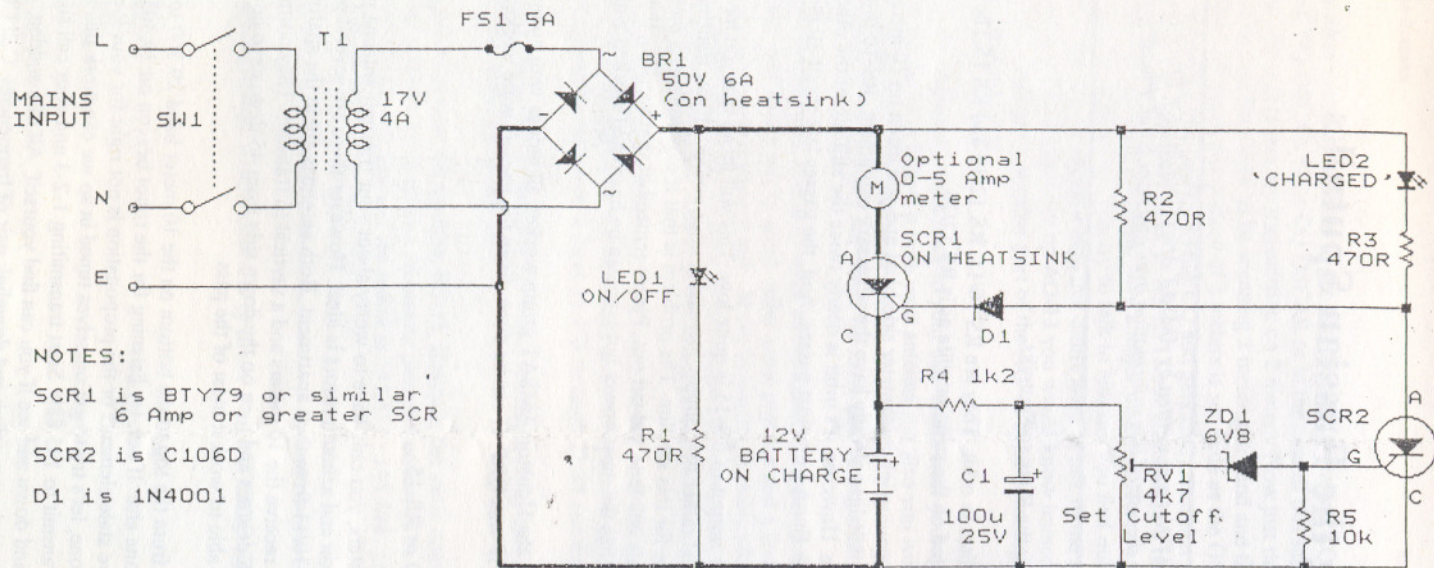 FS1 5A
L
T1
BR1
50V 6A
(on heatsink)
MAINS
INPUT
SW1
17V
4A
~
-
+
~
N
E
Optional
0-5 Amp
meter
M
LED2
'CHARGED'
R2
470R
R3
470R
SCR1
ON HEATSINK
A
G
C
D1
LED1
ON/OFF
R4 1k2
NOTES:
SCR1 is BTY79 or similar
6 Amp or greater SCR
SCR2 is C106D
D1 is 1N4001
R1
470R
12V
BATTERY
ON CHARGE
+
C1
+
100u
25V
RV1
4k7
Set Cutoff
Level
ZD1
6V8
SCR2
A
G
C
R5
10k